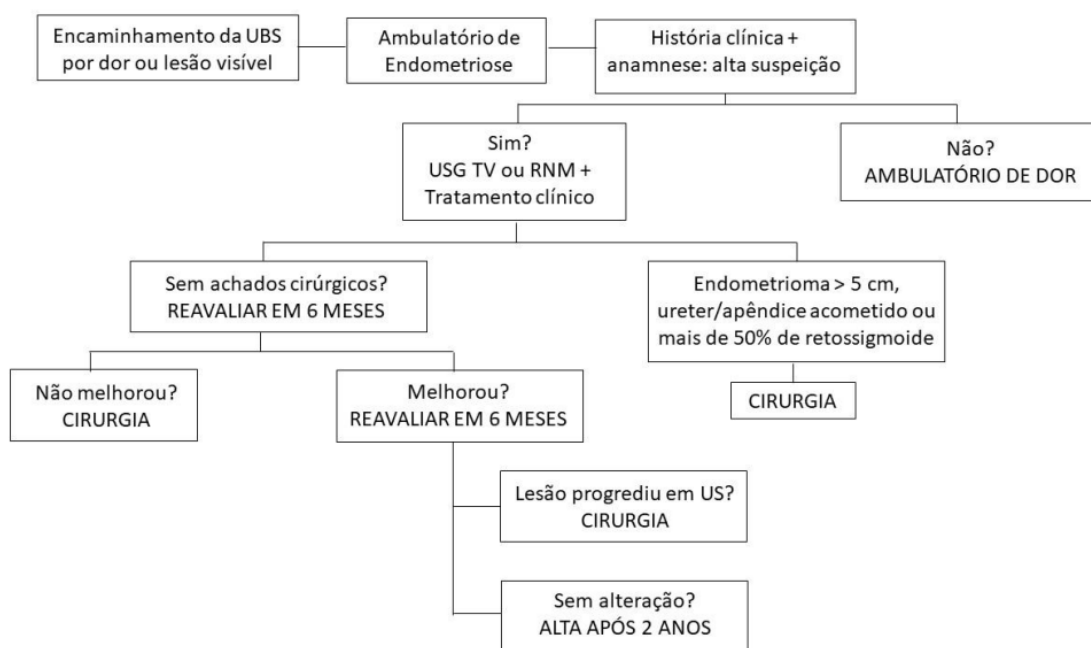 Encaminhamento da UBS
por dor ou lesão visível
Ambulatório de
Endometriose
História clínica +
anamnese: alta suspeição
Sim?
USG TV ou RNM +
Tratamento clínico
Não?
AMBULATÓRIO DE DOR
Sem achados cirúrgicos?
REAVALIAR EM 6 MESES
Endometrioma > 5 cm,
ureter/apêndice acometido ou
mais de 50% de retossigmoide
Não melhorou?
CIRURGIA
Melhorou?
REAVALIAR EM 6 MESES
CIRURGIA
Lesão progrediu em US?
CIRURGIA
Sem alteração?
ALTA APÓS 2 ANOS